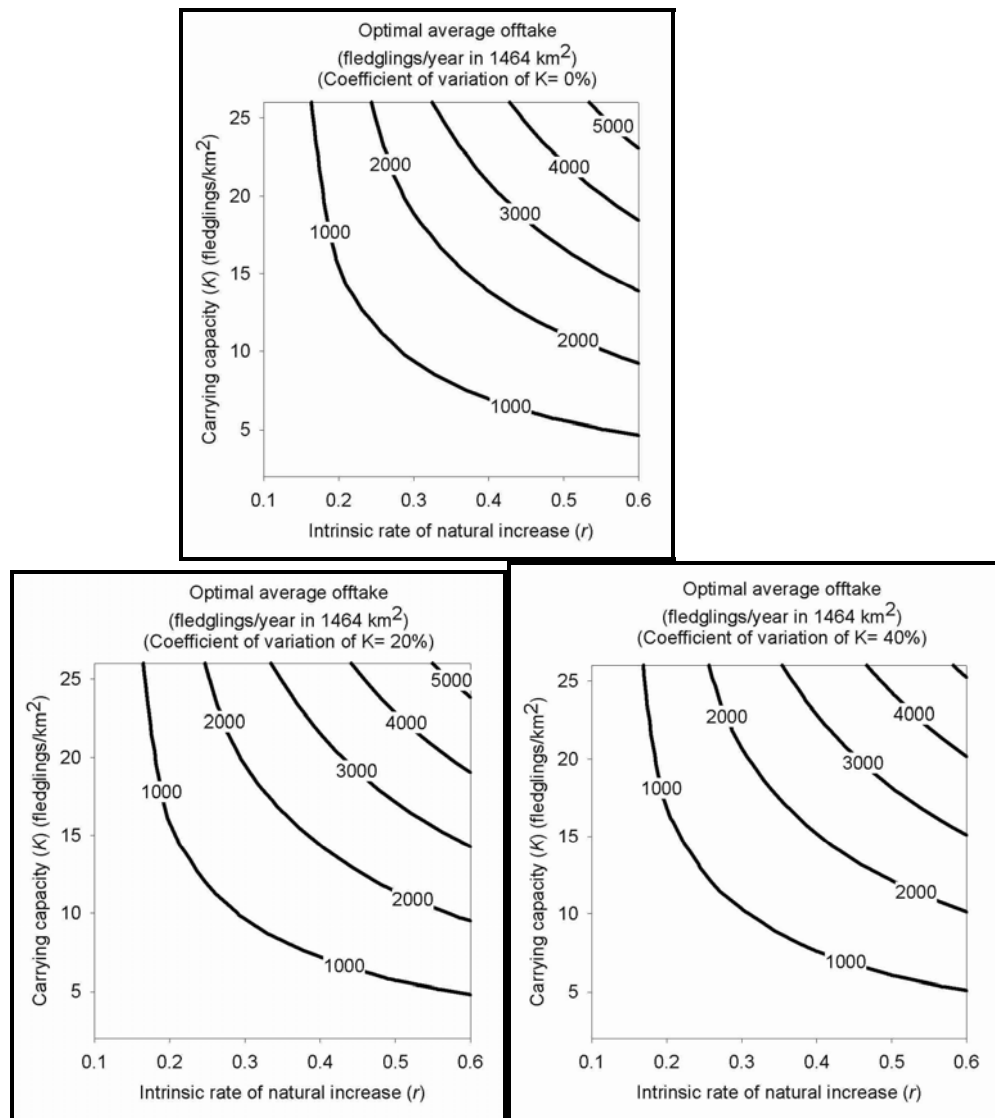 Optimal average offtake
(fledglings/year in 1464 km²)
(Coefficient of variation of K= 0%)
Carrying capacity (K) (fledglings/km²)
25
20
15
10
5
5000
4000
2000
3000
1000
2000
1000
0.1 0.2 0.3 0.4 0.5 0.6
Intrinsic rate of natural increase (r)
Optimal average offtake
(fledglings/year in 1464 km²)
(Coefficient of variation of K= 20%)
Carrying capacity (K) (fledglings/km²)
25
20
15
10
5
5000
2000
4000
3000
1000
2000
1000
0.1 0.2 0.3 0.4 0.5 0.6
Intrinsic rate of natural increase (r)
Optimal average offtake
(fledglings/year in 1464 km²)
(Coefficient of variation of K= 40%)
Carrying capacity (K) (fledglings/km²)
25
20
15
10
5
2000
4000
3000
1000
2000
1000
0.1 0.2 0.3 0.4 0.5 0.6
Intrinsic rate of natural increase (r)